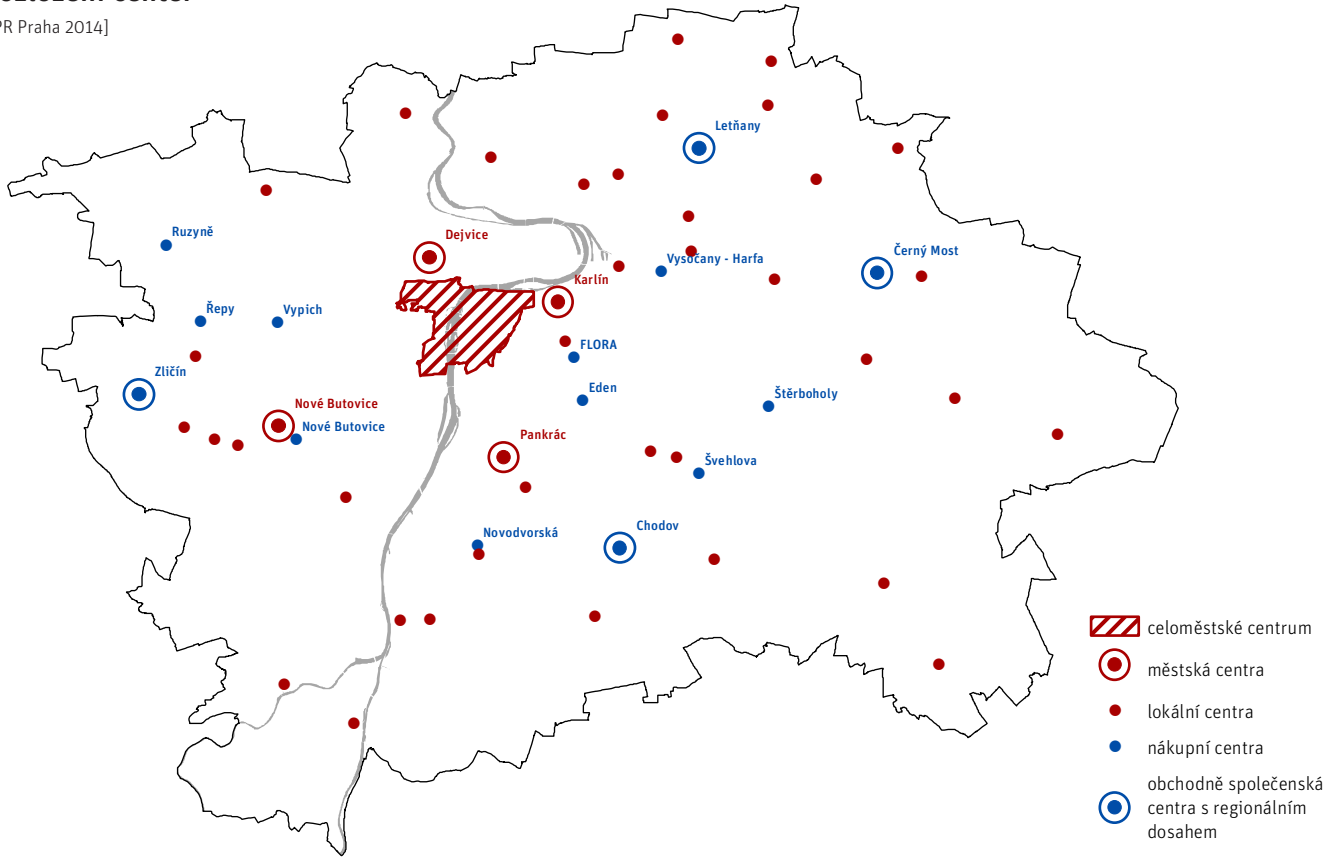 PR Praha 2014]
Letňany
Ruzyně
Dejvice
Černý Most
Vysočany - Harfa
Karlín
Řepy
Vypich
FLORA
Zličín
Eden
Štěrboholy
Nové Butovice
Nové Butovice
Pankrác
Švehlova
Chodov
Novodvorská
celoměstské centrum
městská centra
lokální centra
nákupní centra
obchodně společenská
centra s regionálním
dosahem